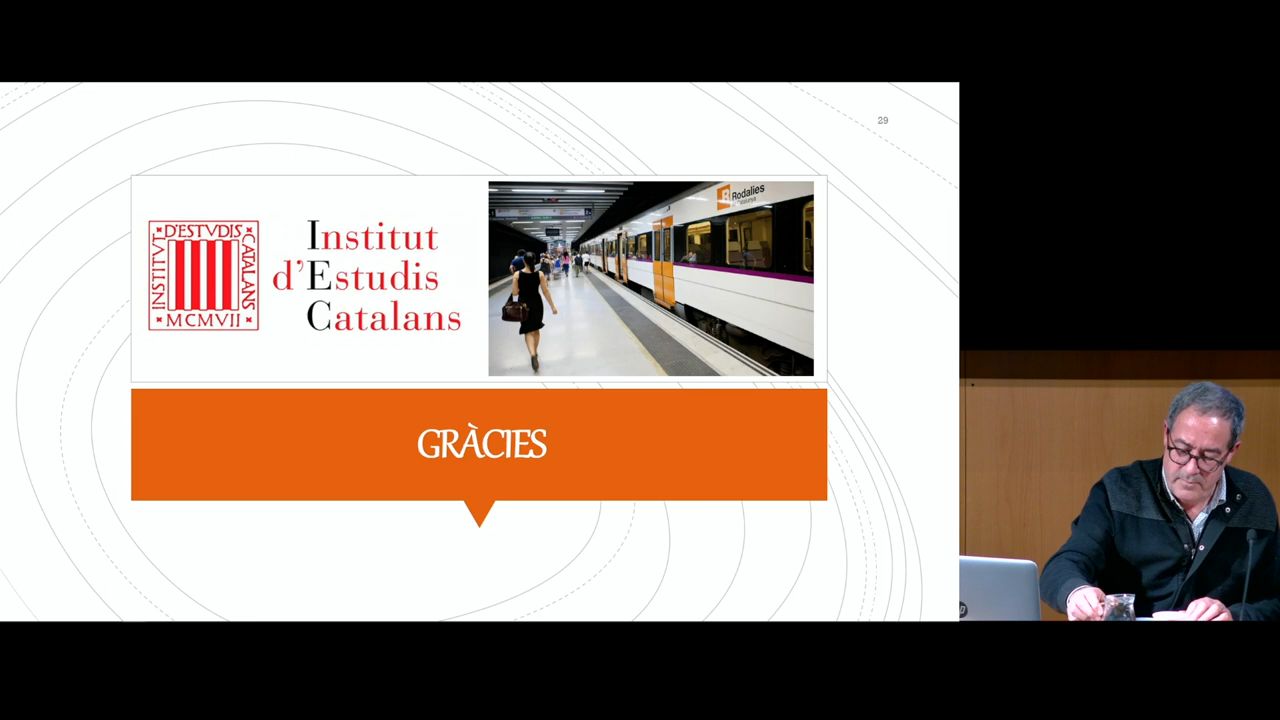 29
INSTITVT
D'ESTVDIS
CATALANS
MCMVII
Institut
d'Estudis
Catalans
Rodalies
GRÀCIES